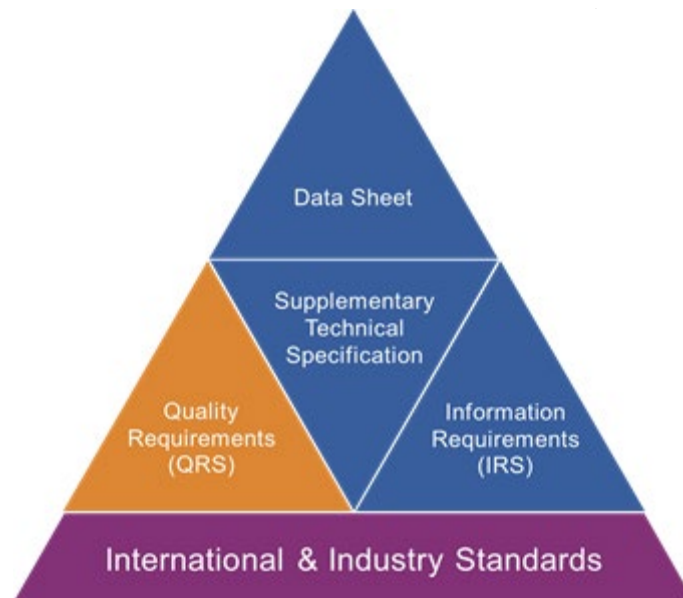 Data Sheet
Supplementary
Technical
Specification
Quality
Requirements
(QRS)
Information
Requirements
(IRS)
International & Industry Standards